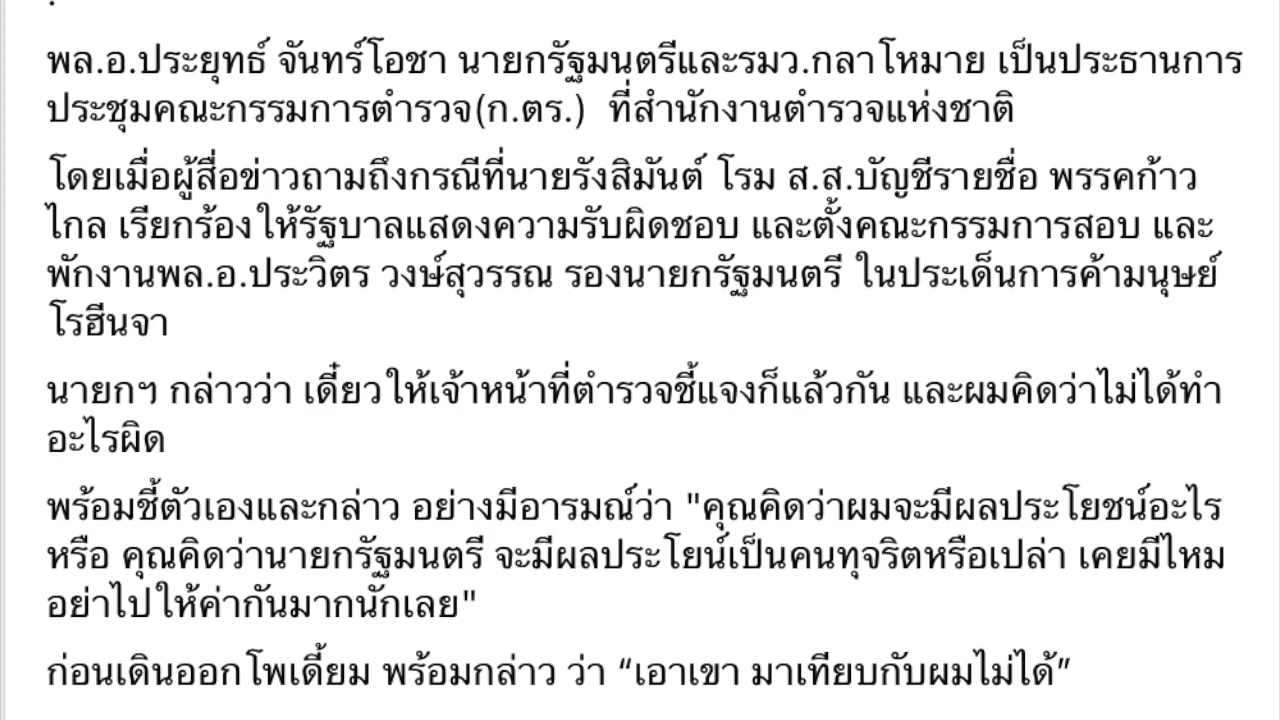 พล.อ.ประยุทธ์ จันทร์โอชา นายกรัฐมนตรีและรมว.กลาโหมาย เป็นประธานการ
ประชุมคณะกรรมการตำรวจ(ก.ตร.)  ที่สำนักงานตำรวจแห่งชาติ
โดยเมื่อผู้สื่อข่าวถามถึงกรณีที่นายรังสิมันต์ โรม ส.ส.บัญชีรายชื่อ พรรคก้าว
ไกล เรียกร้องให้รัฐบาลแสดงความรับผิดชอบ และตั้งคณะกรรมการสอบ และ
พักงานพล.อ.ประวิตร วงษ์สุวรรณ รองนายกรัฐมนตรี ในประเด็นการค้ามนุษย์
โรฮีนจา
นายกฯ กล่าวว่า เดี๋ยวให้เจ้าหน้าที่ตำรวจชี้แจงก็แล้วกัน และผมคิดว่าไม่ได้ทำ
อะไรผิด
พร้อมชี้ตัวเองและกล่าว อย่างมีอารมณ์ว่า "คุณคิดว่าผมจะมีผลประโยชน์อะไร
หรือ คุณคิดว่านายกรัฐมนตรี จะมีผลประโยน์เป็นคนทุจริตหรือเปล่า เคยมีไหม
อย่าไปให้ค่ากันมากนักเลย"
ก่อนเดินออกโพเดี้ยม พร้อมกล่าว ว่า “เอาเขา มาเทียบกับผมไม่ได้”